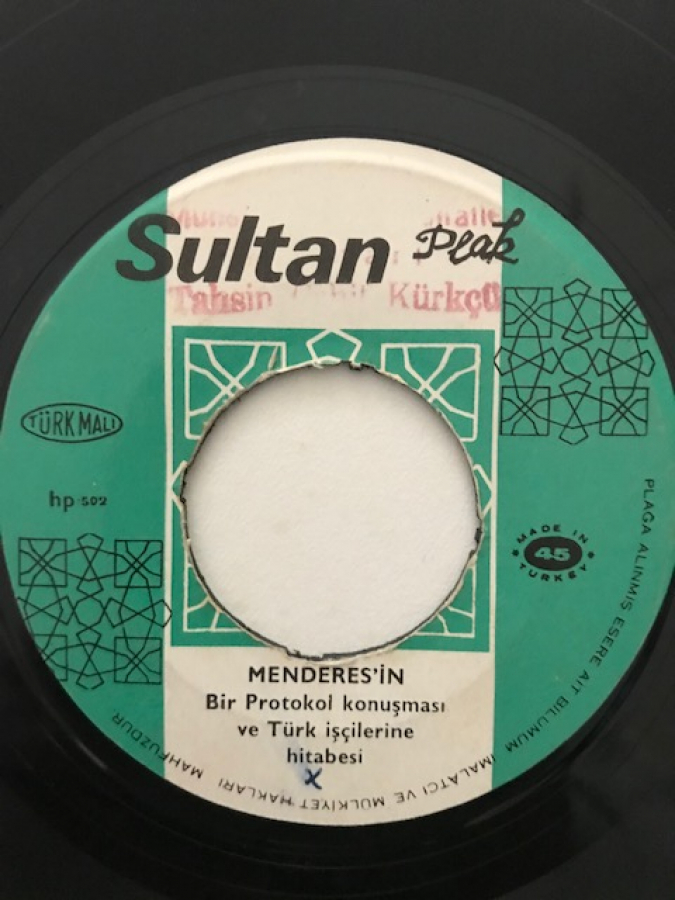 Sultan Plak
Tahsin Kürkçü
TÜRK MALI
hp-502
MADE IN
45
TURKEY
MENDERES'İN
Bir Protokol konuşması
ve Türk işçilerine
hitabesi
x
PLAĞA ALINMIŞ ESERE AİT BİLUMUM İMALATCI VE MÜLKİYET HAKLARI MAHFUZDUR